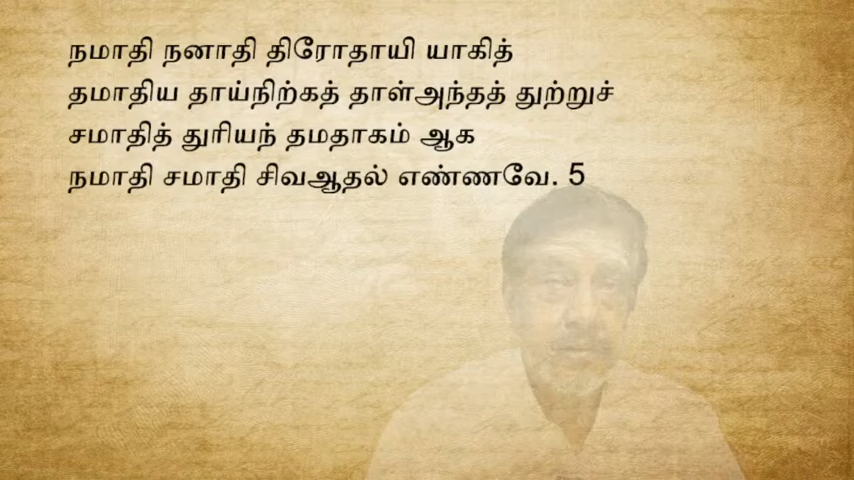 நமாதி நனாதி திரோதாயி யாகித்
தமாதிய தாய்நிற்கத் தாள்அந்தத் துற்றுச்
சமாதித் துரியந் தமதாகம் ஆக
நமாதி சமாதி சிவஆதல் எண்ணவே. 5